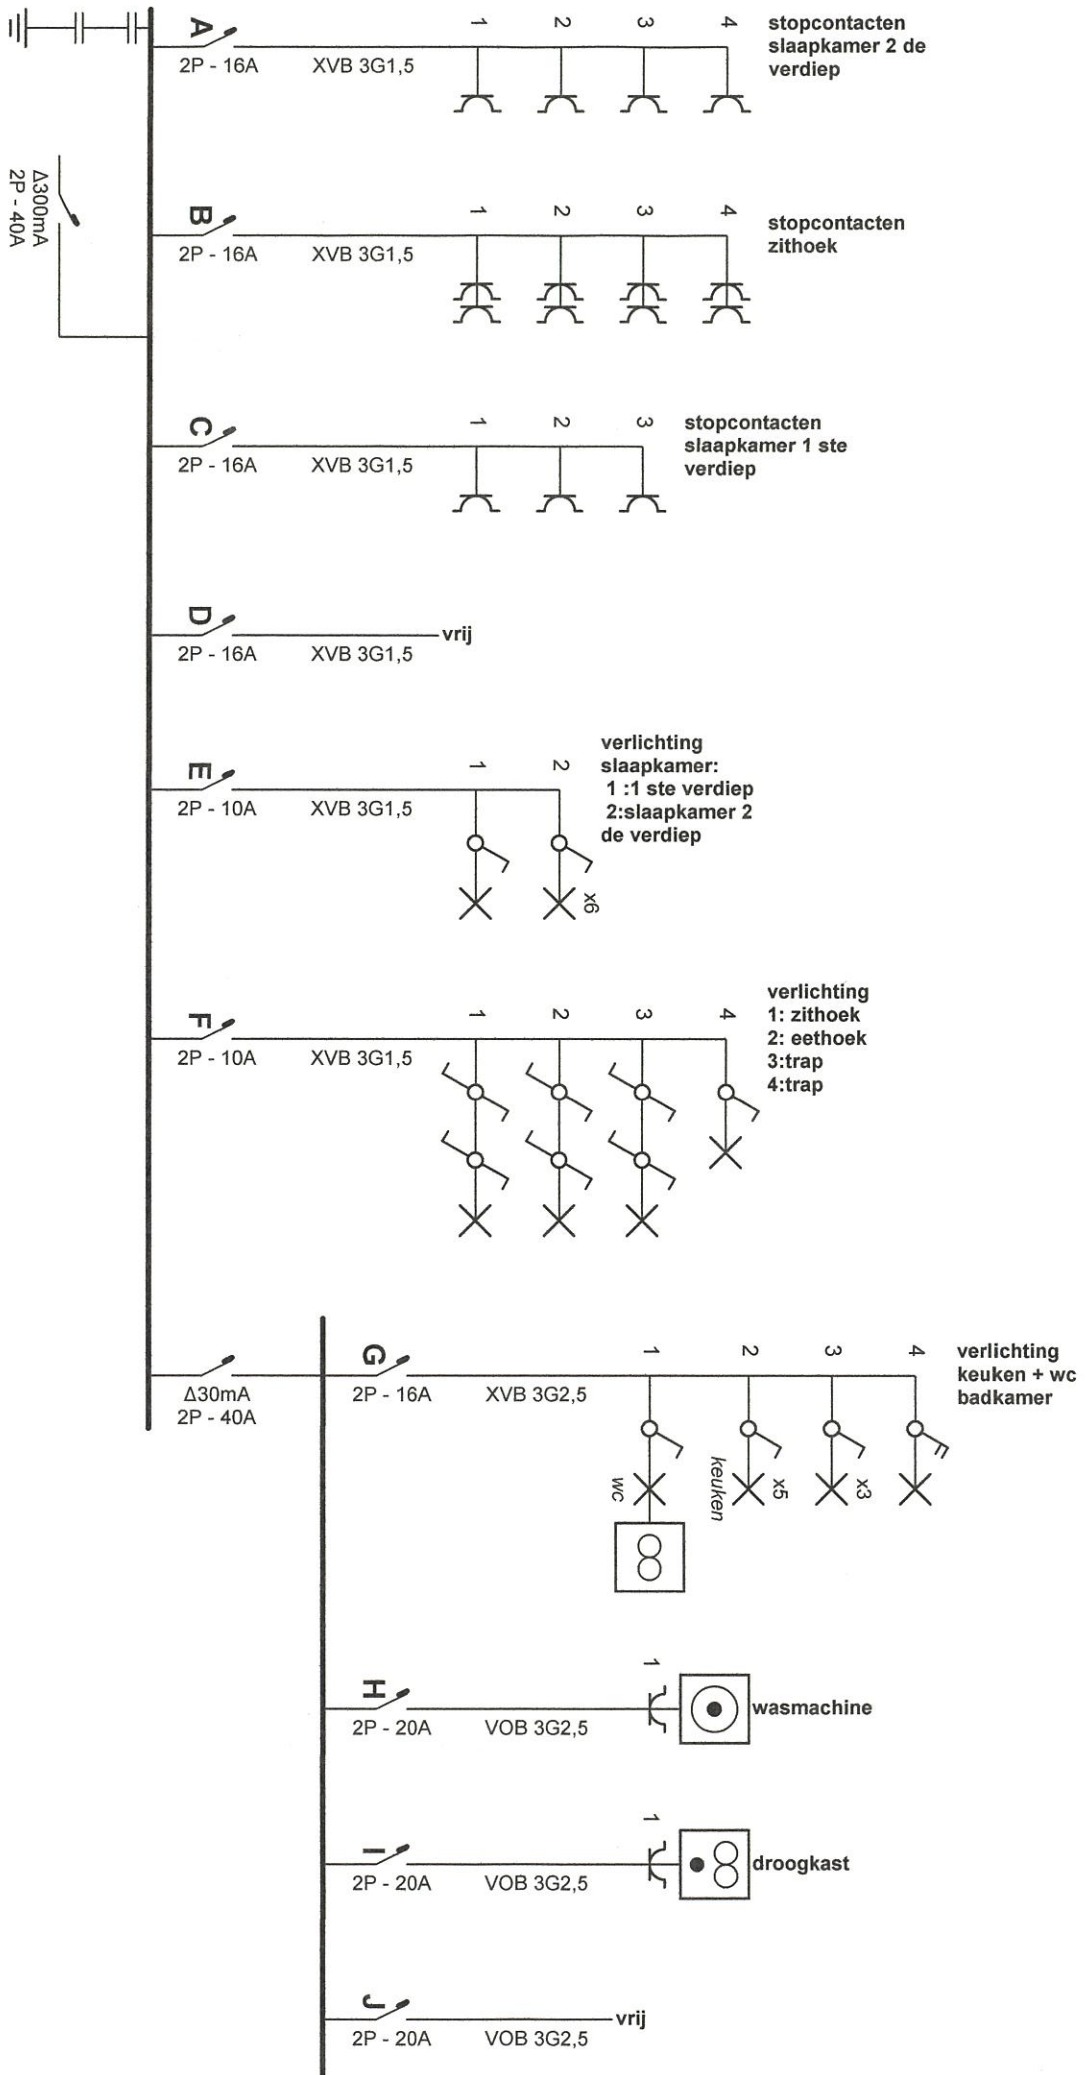 A
2P - 16A
XVB 3G1,5
1
2
3
4
stopcontacten
slaapkamer 2 de
verdiep
Δ300mA
2P - 40A
B
2P - 16A
XVB 3G1,5
1
2
3
4
stopcontacten
zithoek
C
2P - 16A
XVB 3G1,5
1
2
3
stopcontacten
slaapkamer 1 ste
verdiep
D
2P - 16A
XVB 3G1,5
vrij
E
2P - 10A
XVB 3G1,5
1
2
x6
verlichting
slaapkamer:
1 :1 ste verdiep
2:slaapkamer 2
de verdiep
F
2P - 10A
XVB 3G1,5
1
2
3
4
verlichting
1: zithoek
2: eethoek
3:trap
4:trap
Δ30mA
2P - 40A
G
2P - 16A
XVB 3G2,5
1
2
3
4
wc
keuken
x5
x3
verlichting
keuken + wc
badkamer
H
2P - 20A
VOB 3G2,5
1
wasmachine
I
2P - 20A
VOB 3G2,5
1
droogkast
J
2P - 20A
VOB 3G2,5
vrij